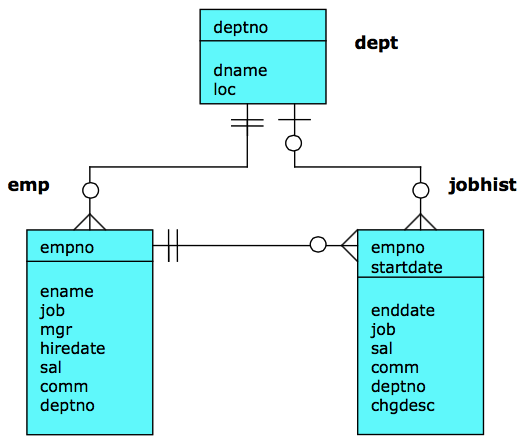 deptno
dname
loc
dept
emp
empno
ename
job
mgr
hiredate
sal
comm
deptno
jobhist
empno
startdate
enddate
job
sal
comm
deptno
chgdesc